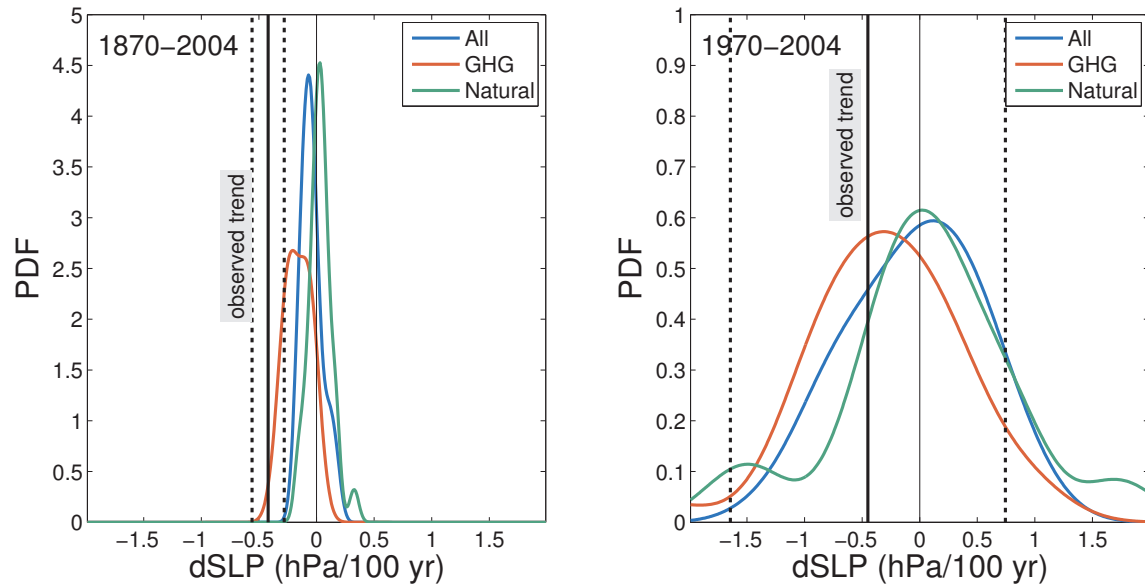 1870−2004
All
GHG
Natural
observed trend
PDF
5
4.5
4
3.5
3
2.5
2
1.5
1
0.5
0
−1.5 −1 −0.5 0 0.5 1 1.5
dSLP (hPa/100 yr)
1970−2004
All
GHG
Natural
observed trend
PDF
1
0.9
0.8
0.7
0.6
0.5
0.4
0.3
0.2
0.1
0
−1.5 −1 −0.5 0 0.5 1 1.5
dSLP (hPa/100 yr)